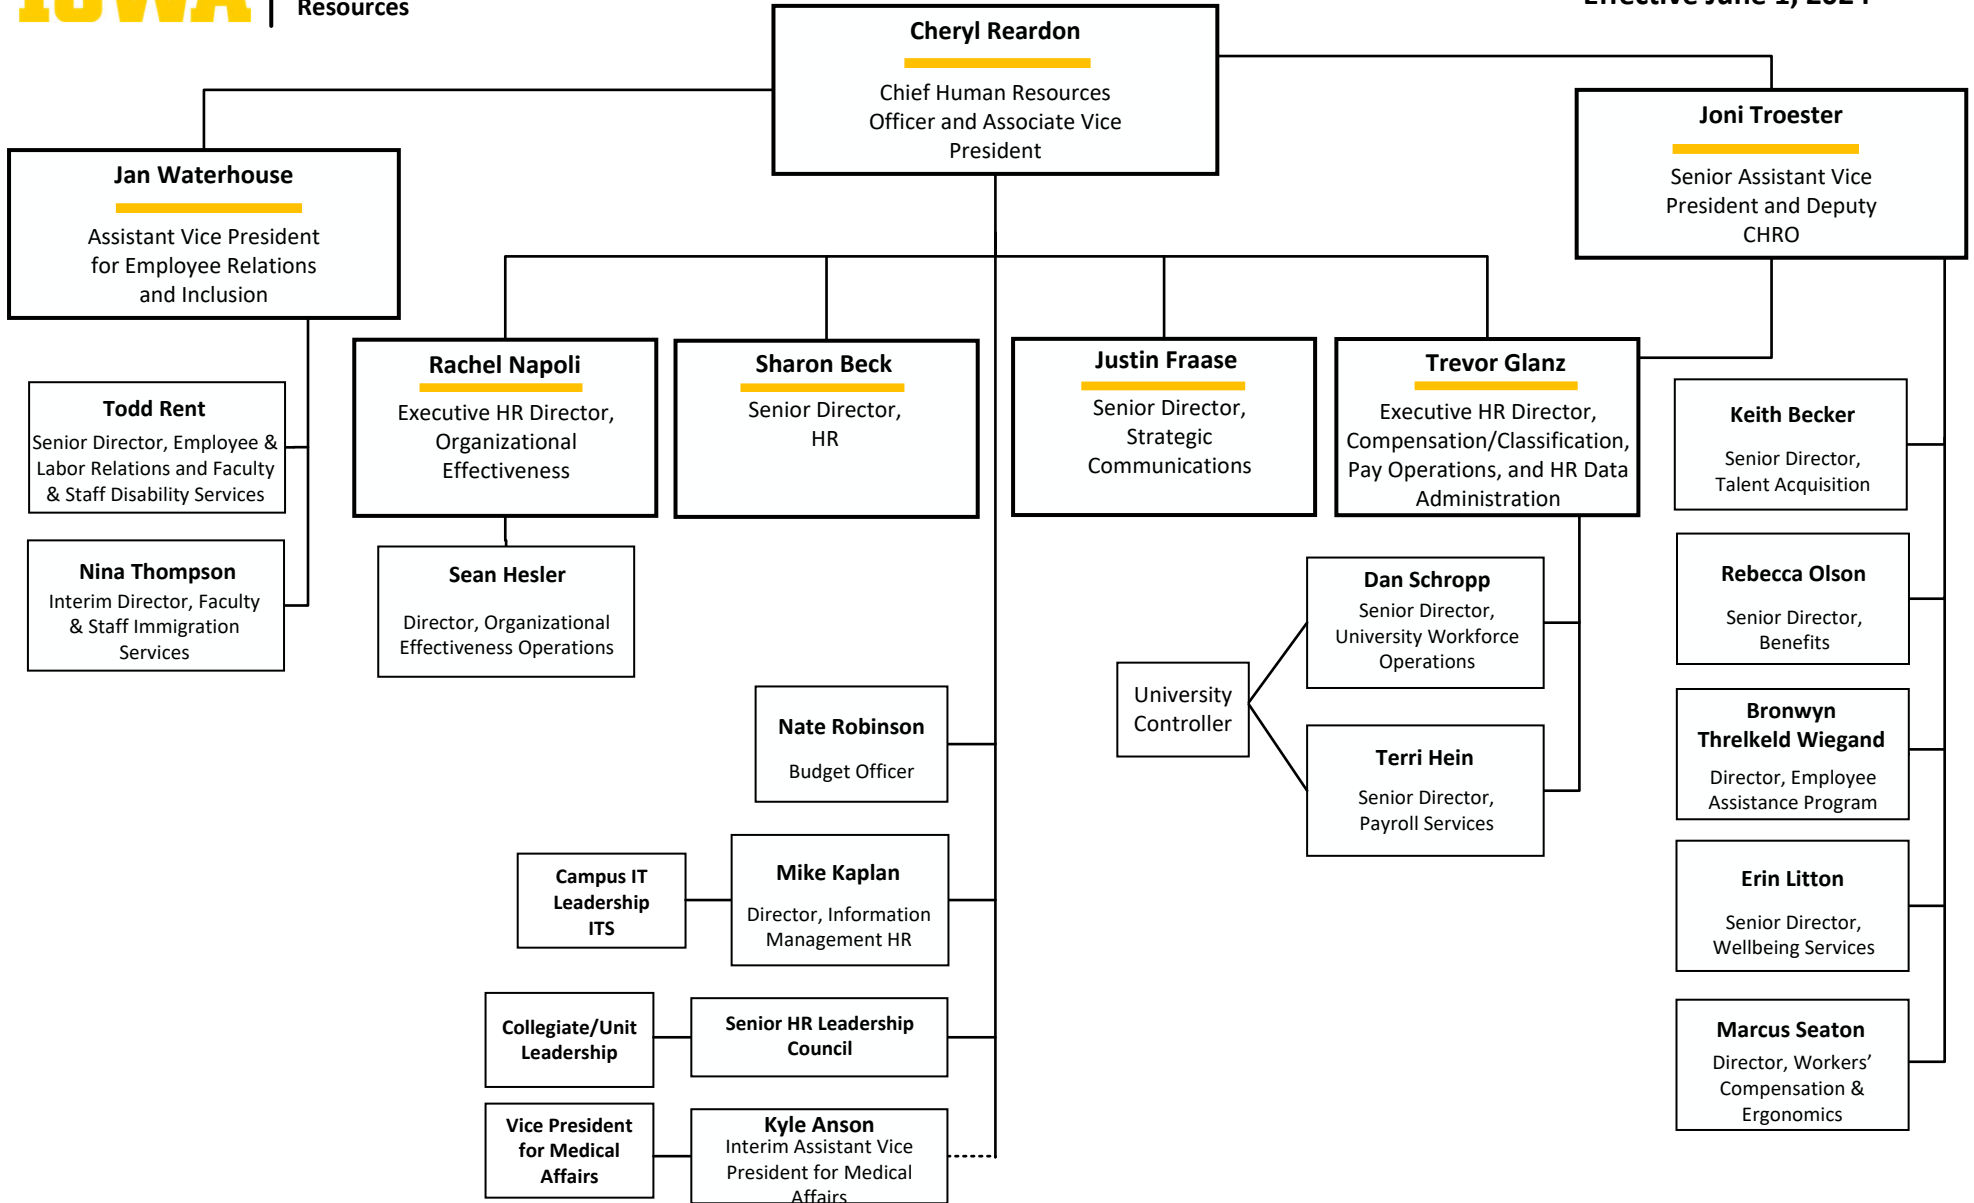 IOWA
Resources
Effective June 1, 2024
Cheryl Reardon
Chief Human Resources
Officer and Associate Vice
President
Joni Troester
Senior Assistant Vice
President and Deputy
CHRO
Jan Waterhouse
Assistant Vice President
for Employee Relations
and Inclusion
Rachel Napoli
Executive HR Director,
Organizational
Effectiveness
Sharon Beck
Senior Director,
HR
Justin Fraase
Senior Director,
Strategic
Communications
Trevor Glanz
Executive HR Director,
Compensation/Classification,
Pay Operations, and HR Data
Administration
Todd Rent
Senior Director, Employee &
Labor Relations and Faculty
& Staff Disability Services
Nina Thompson
Interim Director, Faculty
& Staff Immigration
Services
Sean Hesler
Director, Organizational
Effectiveness Operations
Keith Becker
Senior Director,
Talent Acquisition
Rebecca Olson
Senior Director,
Benefits
Bronwyn
Threlkeld Wiegand
Director, Employee
Assistance Program
Erin Litton
Senior Director,
Wellbeing Services
Marcus Seaton
Director, Workers’
Compensation &
Ergonomics
Dan Schropp
Senior Director,
University Workforce
Operations
University
Controller
Terri Hein
Senior Director,
Payroll Services
Nate Robinson
Budget Officer
Campus IT
Leadership
ITS
Mike Kaplan
Director, Information
Management HR
Collegiate/Unit
Leadership
Senior HR Leadership
Council
Vice President
for Medical
Affairs
Kyle Anson
Interim Assistant Vice
President for Medical
Affairs